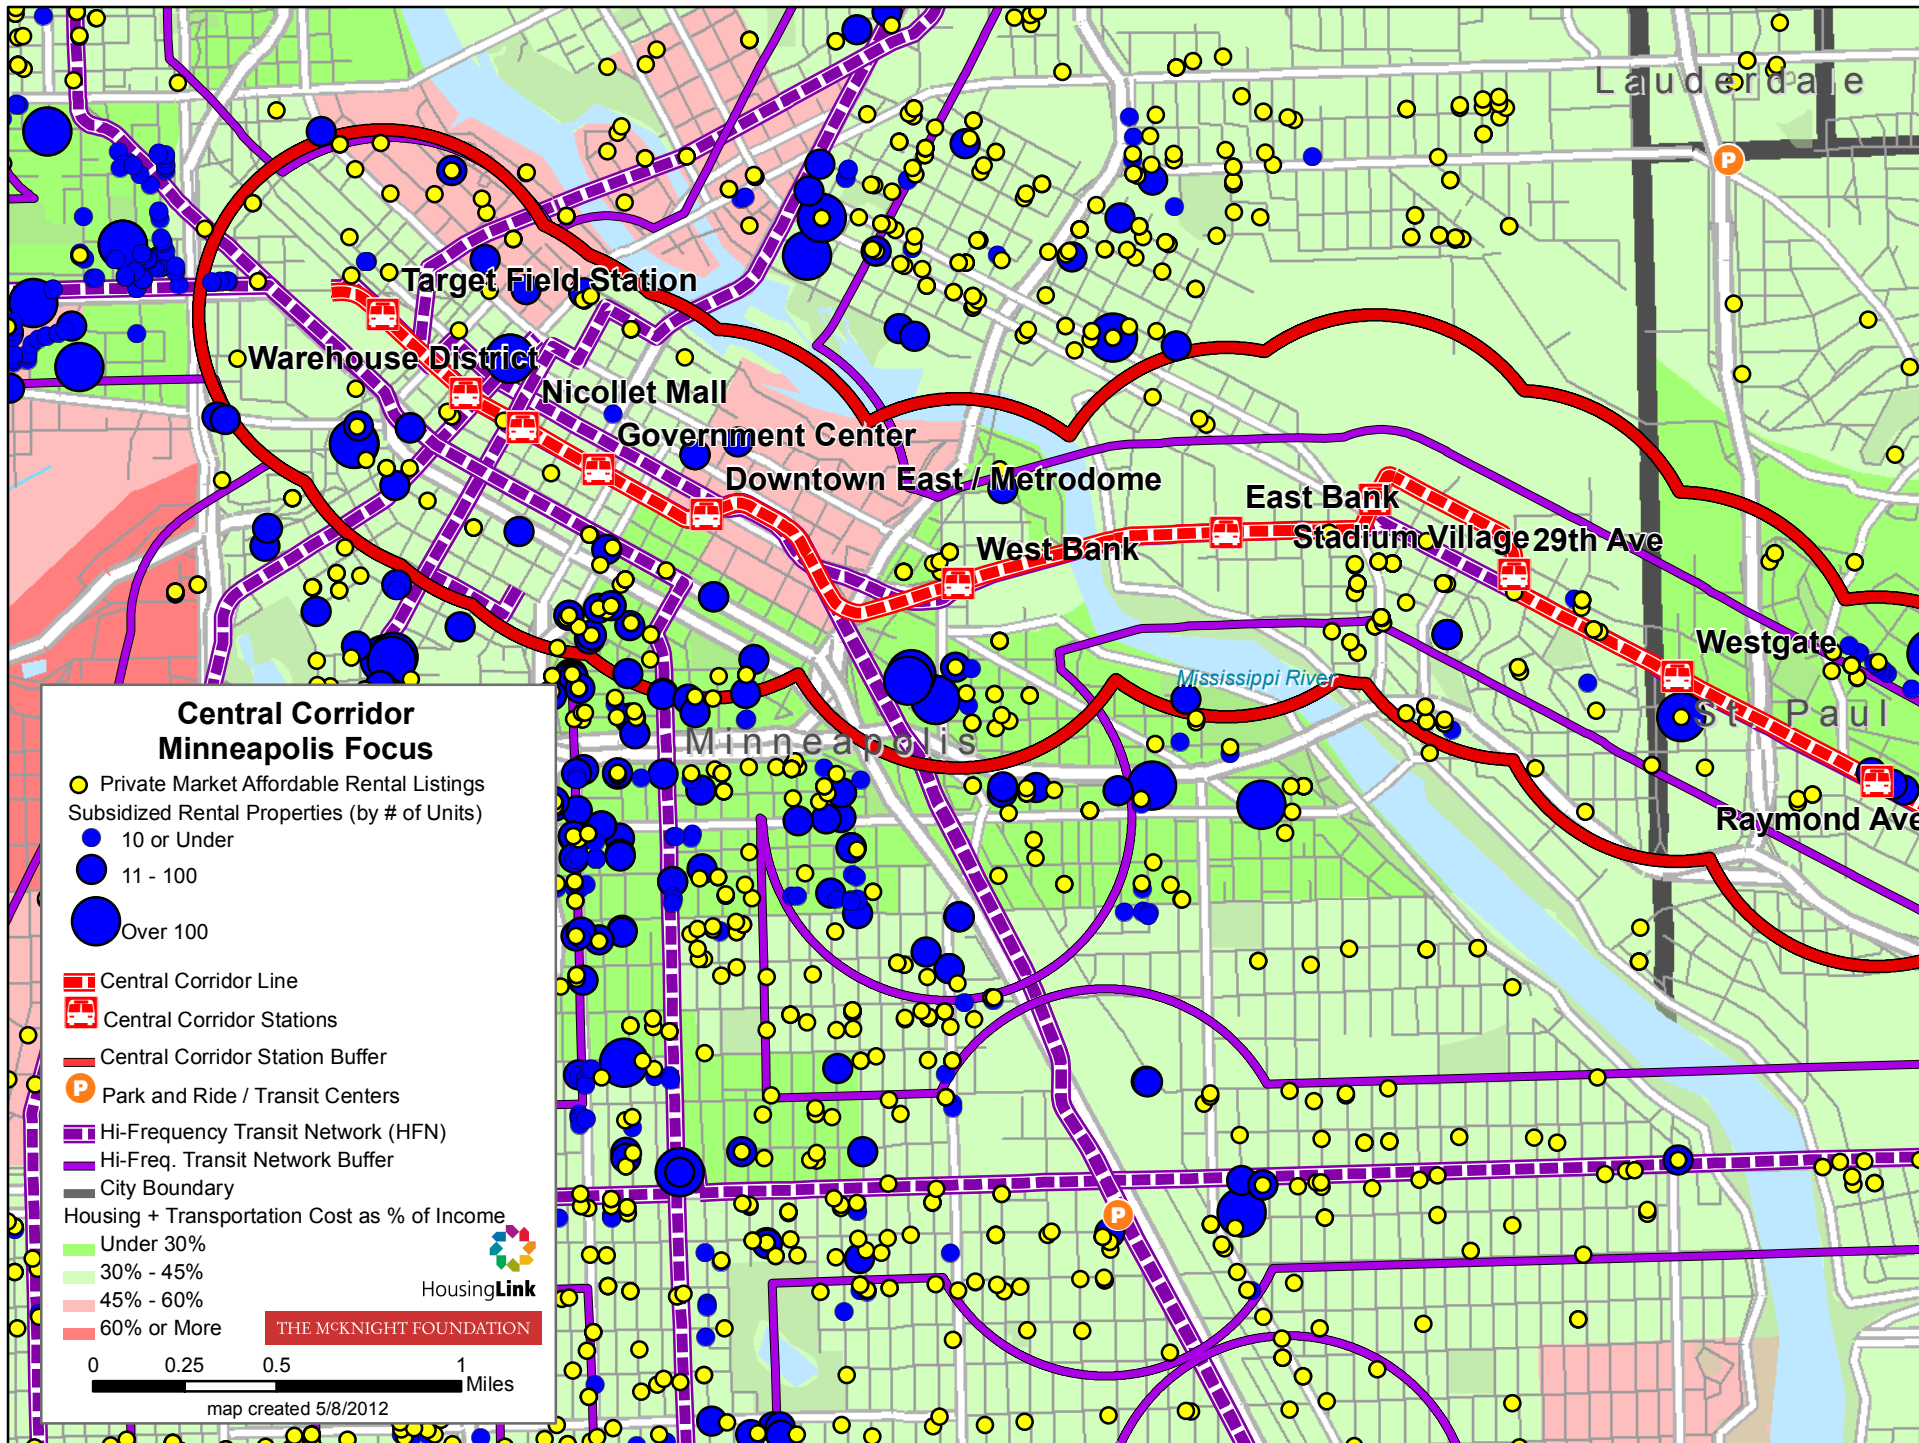 Lauderdale
P
Target Field Station
Warehouse District
Nicollet Mall
Government Center
Downtown East / Metrodome
East Bank
West Bank
Stadium Village
29th Ave
Westgate
Mississippi River
St Paul
Minneapolis
Raymond Ave
P
Central Corridor
Minneapolis Focus
Private Market Affordable Rental Listings
Subsidized Rental Properties (by # of Units)
10 or Under
11 - 100
Over 100
Central Corridor Line
Central Corridor Stations
Central Corridor Station Buffer
P Park and Ride / Transit Centers
Hi-Frequency Transit Network (HFN)
Hi-Freq. Transit Network Buffer
City Boundary
Housing + Transportation Cost as % of Income
Under 30%
30% - 45%
45% - 60%
60% or More
HousingLink
THE McKNIGHT FOUNDATION
0 0.25 0.5 1
Miles
map created 5/8/2012